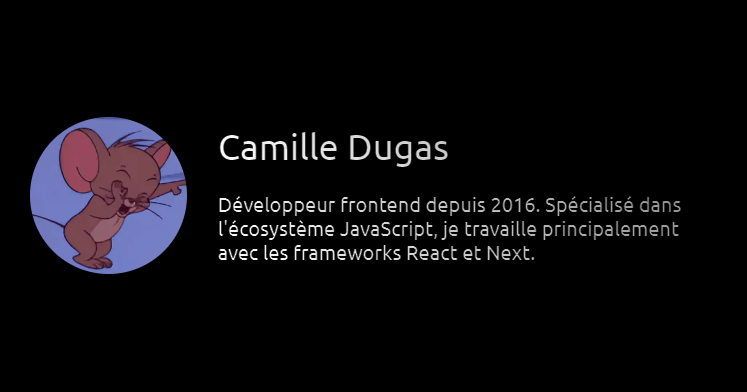 Camille Dugas
Développeur frontend depuis 2016. Spécialisé dans
l'écosystème JavaScript, je travaille principalement
avec les frameworks React et Next.